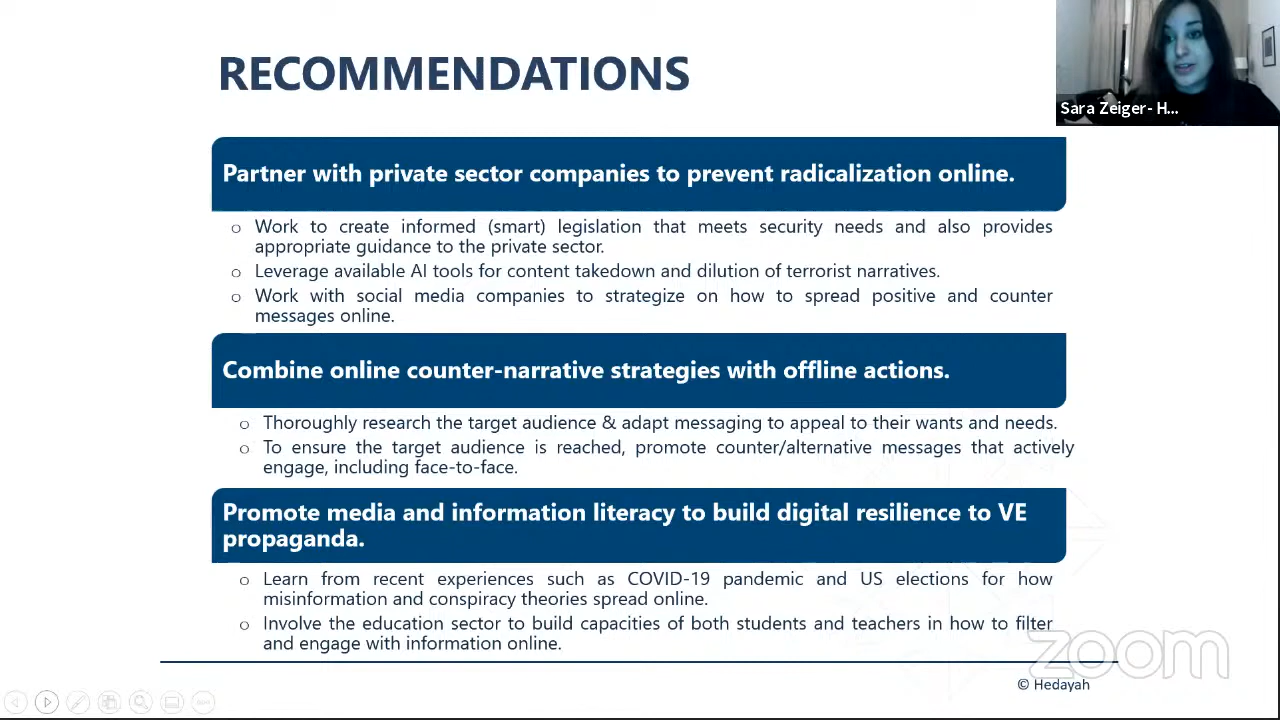 RECOMMENDATIONS
Sara Zeiger- H...
Partner with private sector companies to prevent radicalization online.
o Work to create informed (smart) legislation that meets security needs and also provides
appropriate guidance to the private sector.
o Leverage available AI tools for content takedown and dilution of terrorist narratives.
o Work with social media companies to strategize on how to spread positive and counter
messages online.
Combine online counter-narrative strategies with offline actions.
o Thoroughly research the target audience & adapt messaging to appeal to their wants and needs.
o To ensure the target audience is reached, promote counter/alternative messages that actively
engage, including face-to-face.
Promote media and information literacy to build digital resilience to VE
propaganda.
o Learn from recent experiences such as COVID-19 pandemic and US elections for how
misinformation and conspiracy theories spread online.
o Involve the education sector to build capacities of both students and teachers in how to filter
and engage with information online.
zoom
© Hedayah